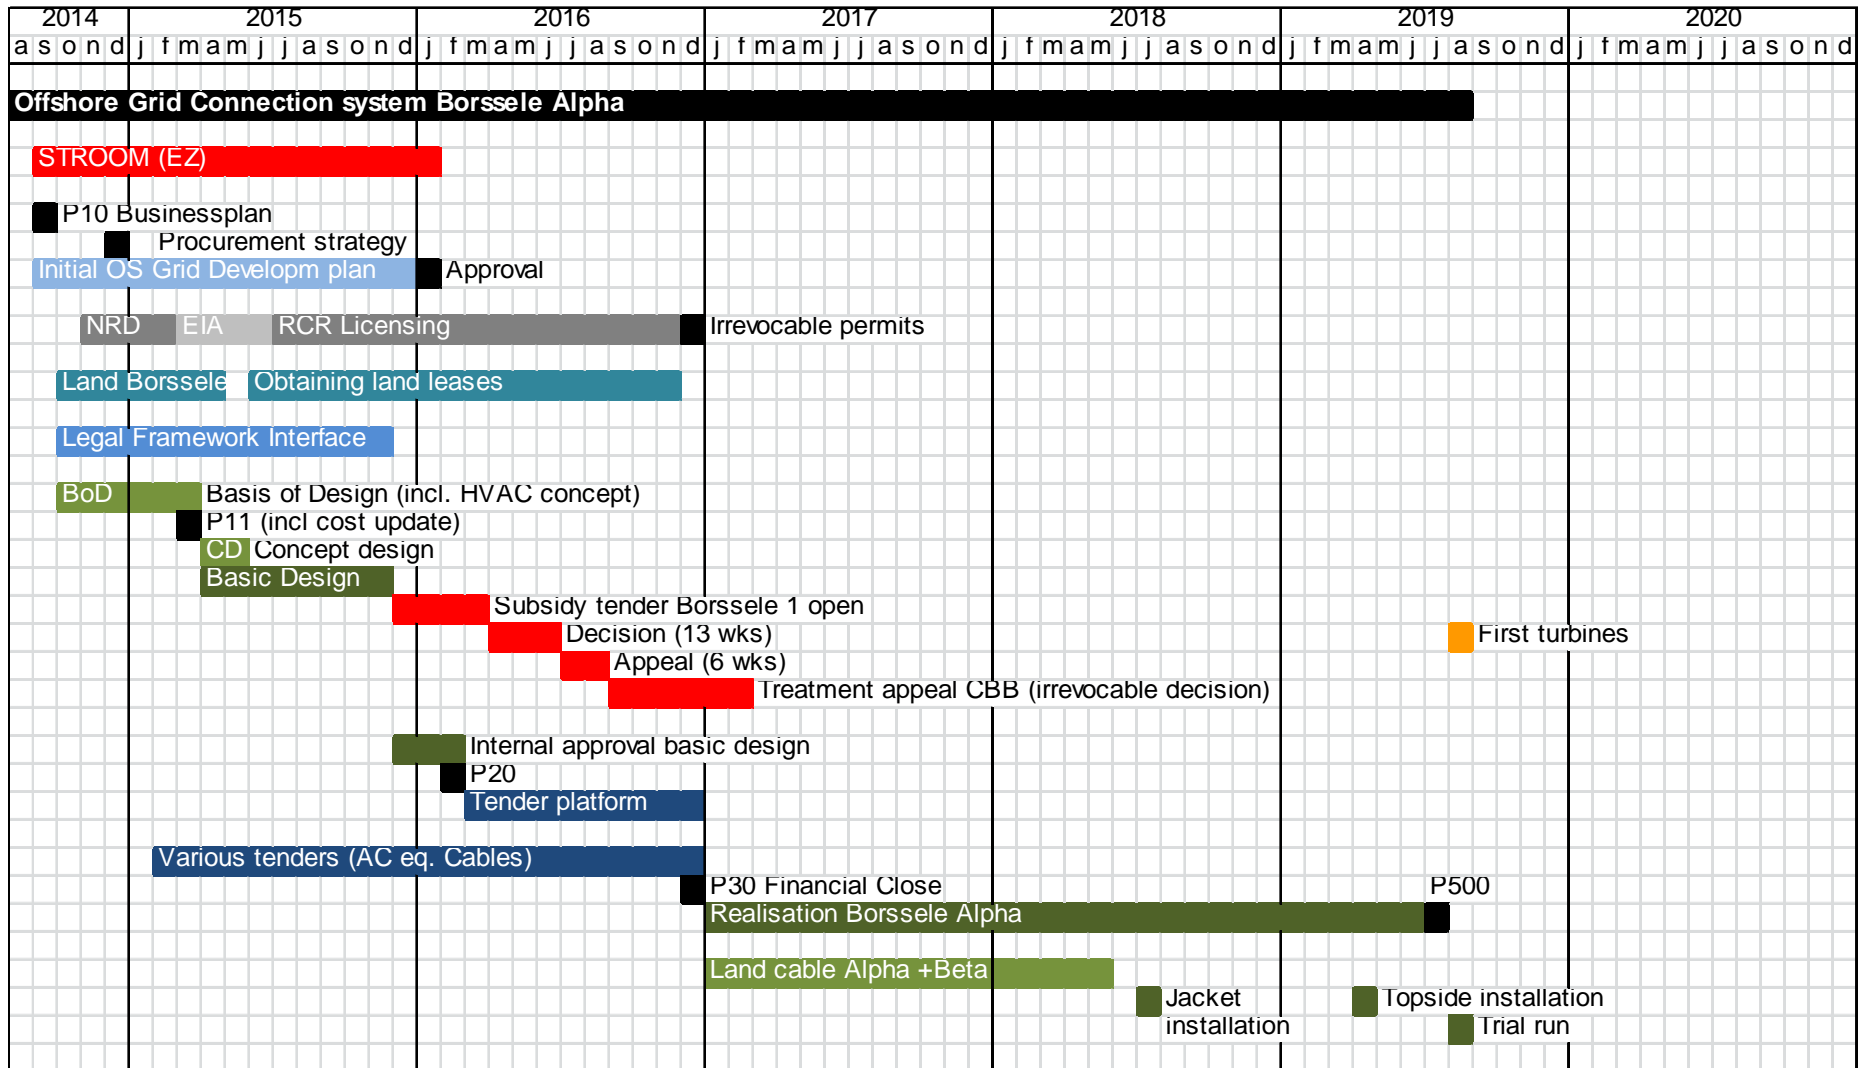 2014 2015 2016 2017 2018 2019 2020
a s o n d j f m a m j j a s o n d j f m a m j j a s o n d j f m a m j j a s o n d j f m a m j j a s o n d j f m a m j j a s o n d j f m a m j j a s o n d
Offshore Grid Connection system Borssele Alpha
STROOM (EZ)
P10 Businessplan
Procurement strategy
Initial OS Grid Developm plan Approval
NRD EIA RCR Licensing Irrevocable permits
Land Borssele Obtaining land leases
Legal Framework Interface
BoD Basis of Design (incl. HVAC concept)
P11 (incl cost update)
CD Concept design
Basic Design
Subsidy tender Borssele 1 open
Decision (13 wks) First turbines
Appeal (6 wks)
Treatment appeal CBB (irrevocable decision)
Internal approval basic design
P20
Tender platform
Various tenders (AC eq. Cables)
P30 Financial Close P500
Realisation Borssele Alpha
Land cable Alpha +Beta
Jacket Topside installation
installation Trial run